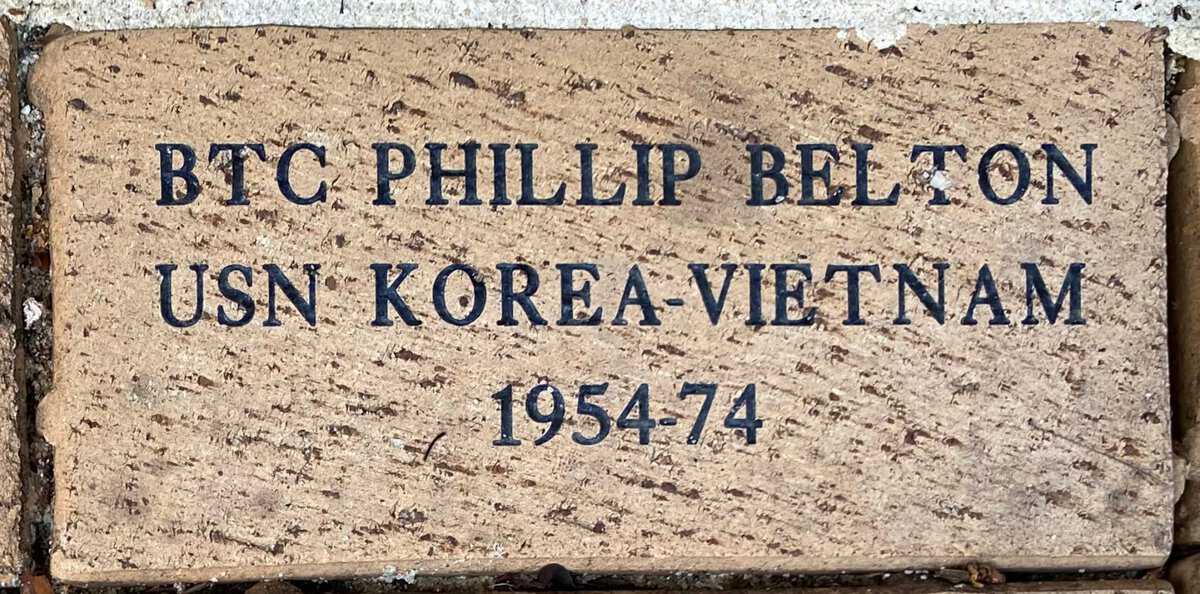 BTC PHILLIP BELTON
USN KOREA-VIETNAM
1954-74